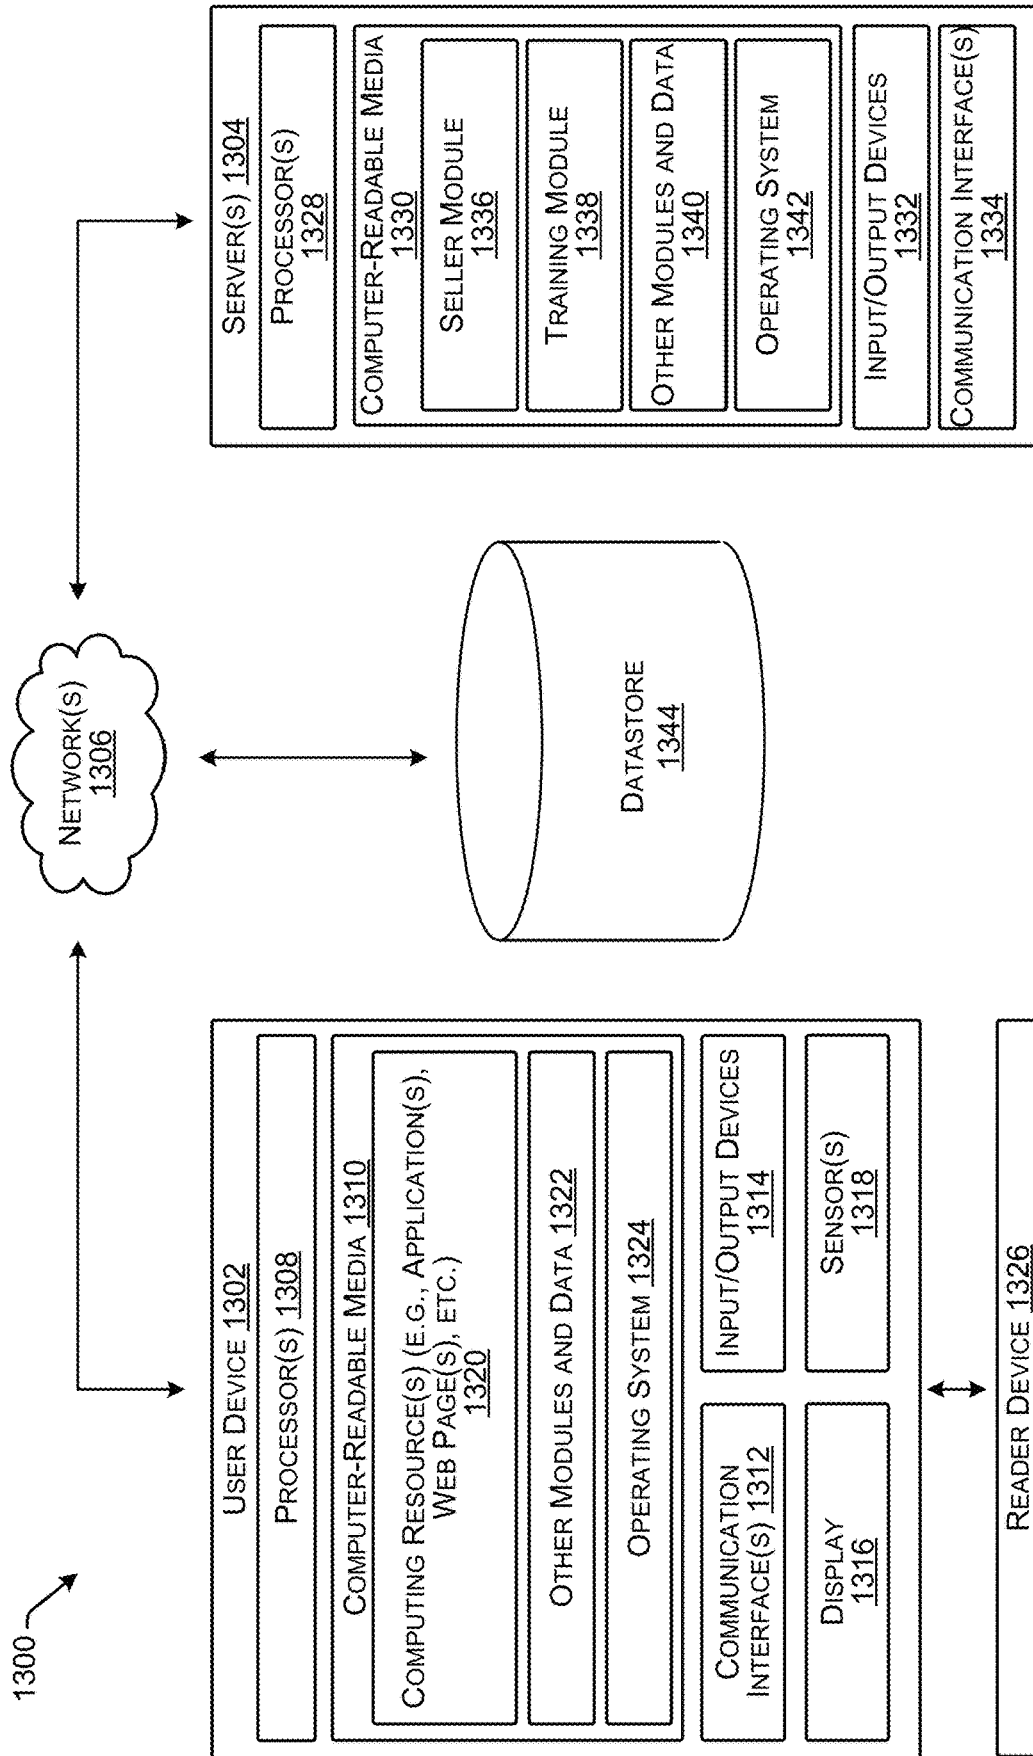 1300
NETWORK(S)
1306
USER DEVICE 1302
PROCESSOR(S) 1308
COMPUTER-READABLE MEDIA 1310
COMPUTING RESOURCE(S) (E.G., APPLICATION(S),
WEB PAGE(S), ETC.)
1320
OTHER MODULES AND DATA 1322
OPERATING SYSTEM 1324
COMMUNICATION
INTERFACE(S) 1312
INPUT/OUTPUT DEVICES
1314
DISPLAY
1316
SENSOR(S)
1318
READER DEVICE 1326
DATASTORE
1344
SERVER(S) 1304
PROCESSOR(S)
1328
COMPUTER-READABLE MEDIA
1330
SELLER MODULE
1336
TRAINING MODULE
1338
OTHER MODULES AND DATA
1340
OPERATING SYSTEM
1342
INPUT/OUTPUT DEVICES
1332
COMMUNICATION INTERFACE(S)
1334